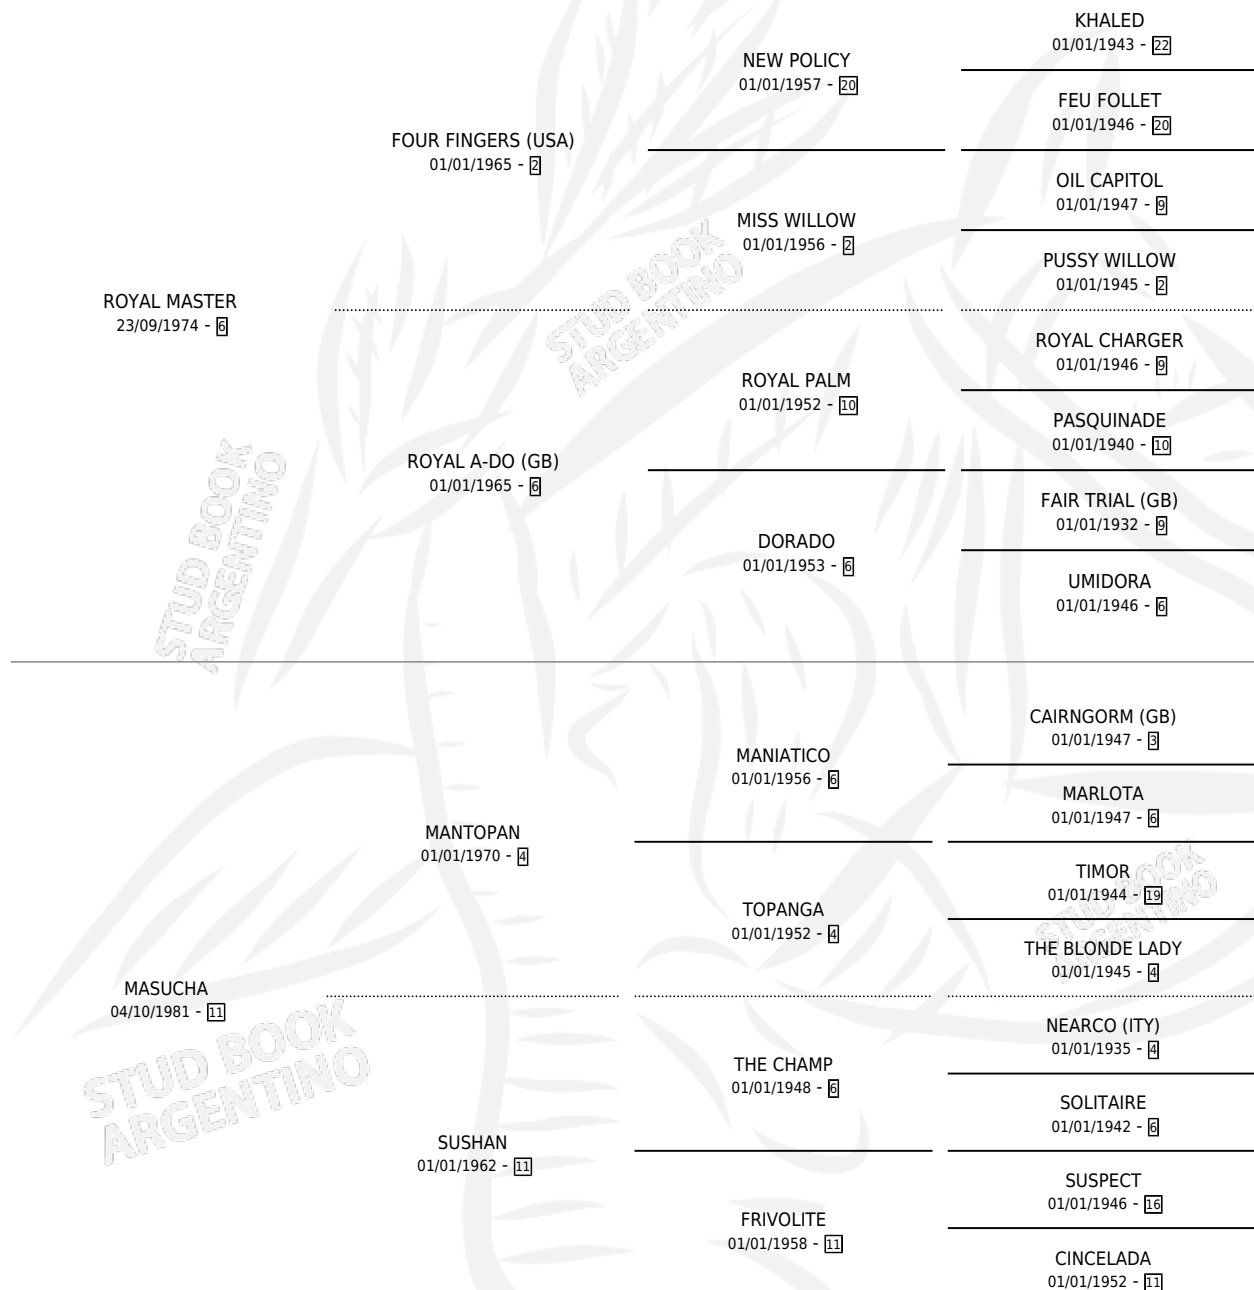 KHALED
01/01/1943 - 22
NEW POLICY
01/01/1957 - 20
FEU FOLLET
01/01/1946 - 20
FOUR FINGERS (USA)
01/01/1965 - 2
OIL CAPITOL
01/01/1947 - 9
MISS WILLOW
01/01/1956 - 2
PUSSY WILLOW
01/01/1945 - 2
ROYAL MASTER
23/09/1974 - 6
ROYAL CHARGER
01/01/1946 - 9
ROYAL PALM
01/01/1952 - 10
PASQUINADE
01/01/1940 - 10
ROYAL A-DO (GB)
01/01/1965 - 6
FAIR TRIAL (GB)
01/01/1932 - 9
DORADO
01/01/1953 - 6
UMIDORA
01/01/1946 - 6
STUD BOOK
ARGENTINO
STUD BOOK
ARGENTINO
CAIRNGORM (GB)
01/01/1947 - 3
MANIATICO
01/01/1956 - 6
MARLOTA
01/01/1947 - 6
MANTOPAN
01/01/1970 - 4
TIMOR
01/01/1944 - 19
TOPANGA
01/01/1952 - 4
THE BLONDE LADY
01/01/1945 - 4
MASUCHA
04/10/1981 - 11
NEARCO (ITY)
01/01/1935 - 4
THE CHAMP
01/01/1948 - 6
SOLITAIRE
01/01/1942 - 6
SUSHAN
01/01/1962 - 11
SUSPECT
01/01/1946 - 16
FRIVOLITE
01/01/1958 - 11
CINCELADA
01/01/1952 - 11
STUD BOOK
ARGENTINO
STUD BOOK
ARGENTINO